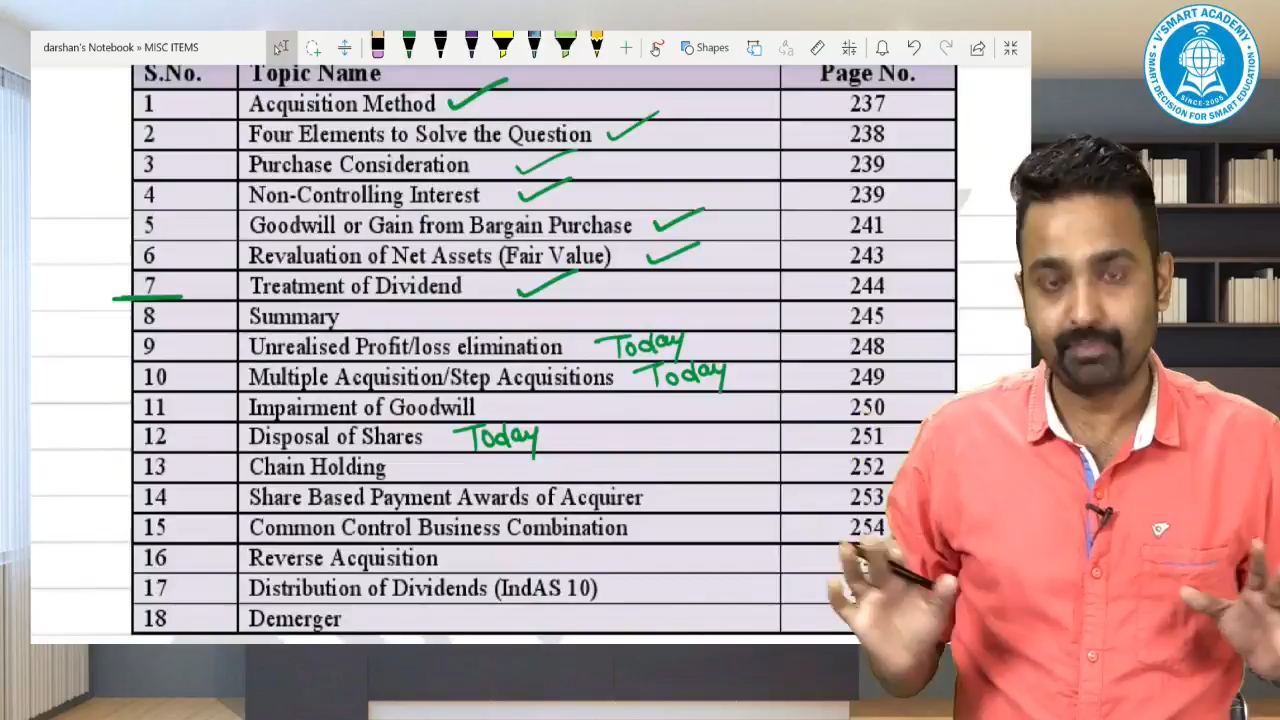 darshan's Notebook » MISC ITEMS
Shapes
S.No. Topic Name Page No.
1 Acquisition Method 237
2 Four Elements to Solve the Question 238
3 Purchase Consideration 239
4 Non-Controlling Interest 239
5 Goodwill or Gain from Bargain Purchase 241
6 Revaluation of Net Assets (Fair Value) 243
7 Treatment of Dividend 244
8 Summary 245
9 Unrealised Profit/loss elimination Today 248
10 Multiple Acquisition/Step Acquisitions Today 249
11 Impairment of Goodwill 250
12 Disposal of Shares Today 251
13 Chain Holding 252
14 Share Based Payment Awards of Acquirer 253
15 Common Control Business Combination 254
16 Reverse Acquisition
17 Distribution of Dividends (IndAS 10)
18 Demerger
V'SMART ACADEMY
SINCE-2005
SMART DECISION FOR SMART EDUCATION